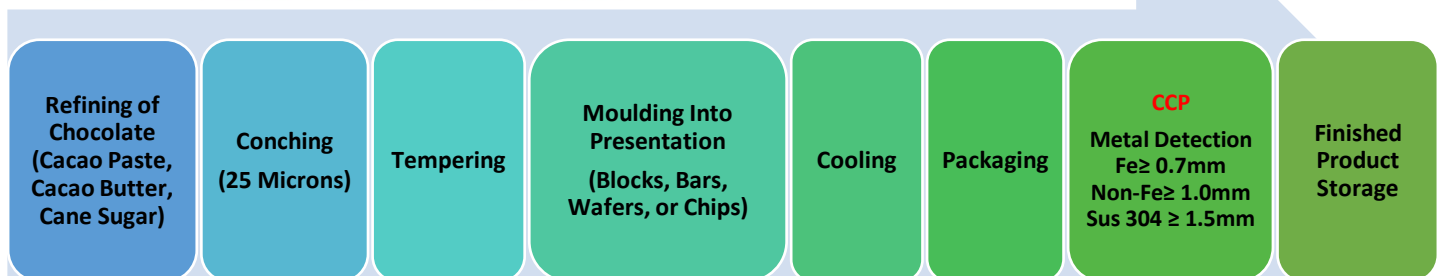 Refining of
Chocolate
(Cacao Paste,
Cacao Butter,
Cane Sugar)
Conching
(25 Microns)
Tempering
Moulding Into
Presentation
(Blocks, Bars,
Wafers, or Chips)
Cooling
Packaging
CCP
Metal Detection
Fe≥ 0.7mm
Non-Fe≥ 1.0mm
Sus 304 ≥ 1.5mm
Finished
Product
Storage